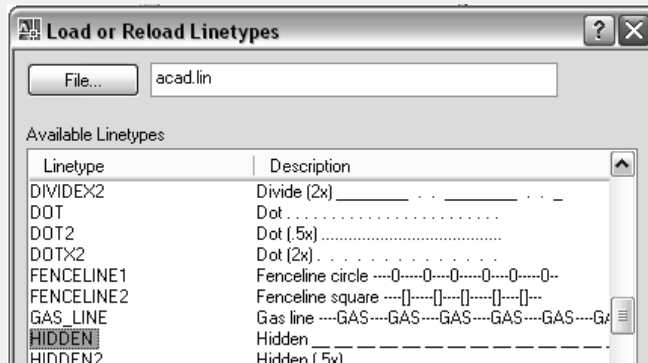 Load or Reload Linetypes
File... acad.lin
Available Linetypes
Linetype Description
DIVIDEX2 Divide (2x) ________ . . ________ . . _
DOT Dot . . . . . . . . . . . . . . . . . . . . . . . .
DOT2 Dot (.5x) ........................................
DOTX2 Dot (2x) . . . . . . . . . . . . . .
FENCELINE1 Fenceline circle ----0-----0----0-----0----0-----0--
FENCELINE2 Fenceline square ----[]-----[]----[]-----[]----[]---
GAS_LINE Gas line ----GAS----GAS----GAS----GAS----GA
HIDDEN Hidden __ __ __ __ __ __ __ __ __ __ __ __ __
HIDDEN2 Hidden (.5x)